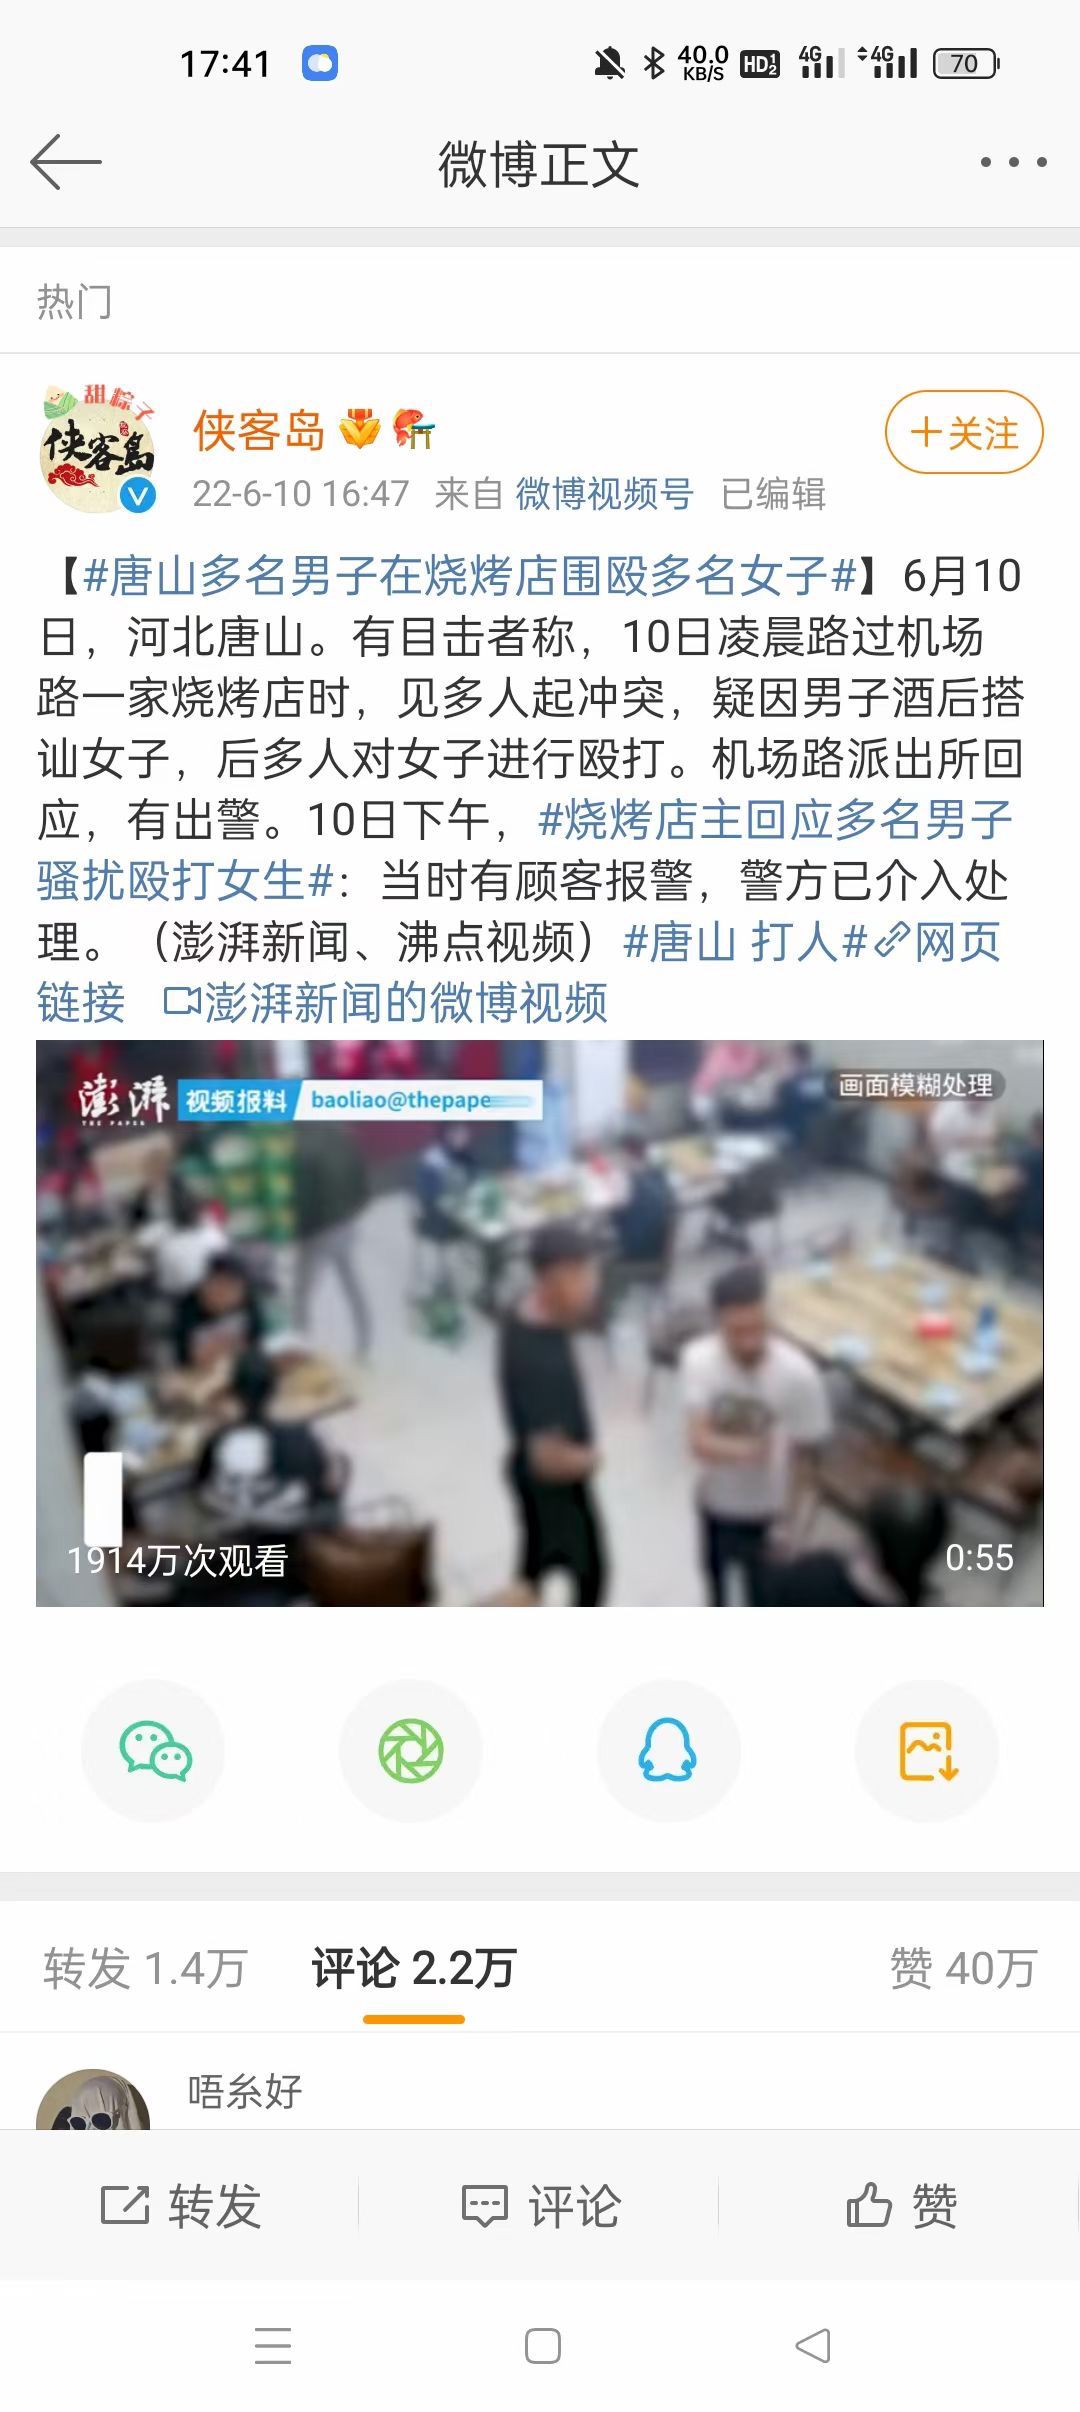 17:41
40.0 KB/S
HD 1 2
4G
4G
70
微博正文
热门
甜粽子
侠客岛
侠客岛
+关注
22-6-10 16:47 来自 微博视频号 已编辑
【#唐山多名男子在烧烤店围殴多名女子#】6月10
日，河北唐山。有目击者称，10日凌晨路过机场
路一家烧烤店时，见多人起冲突，疑因男子酒后搭
讪女子，后多人对女子进行殴打。机场路派出所回
应，有出警。10日下午，#烧烤店主回应多名男子
骚扰殴打女生#：当时有顾客报警，警方已介入处
理。（澎湃新闻、沸点视频）#唐山 打人#网页
链接 澎湃新闻的微博视频
澎湃 视频报料 baoliao@thepape
THE PAPER
画面模糊处理
1914万次观看
0:55
转发 1.4万 评论 2.2万 赞 40万
唔糸好
转发 评论 赞